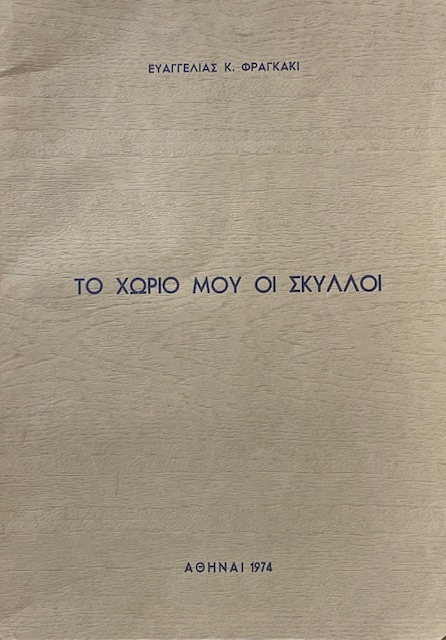 ΕΥΑΓΓΕΛΙΑΣ Κ. ΦΡΑΓΚΑΚΙ
ΤΟ ΧΩΡΙΟ ΜΟΥ ΟΙ ΣΚΥΛΛΟΙ
ΑΘΗΝΑΙ 1974